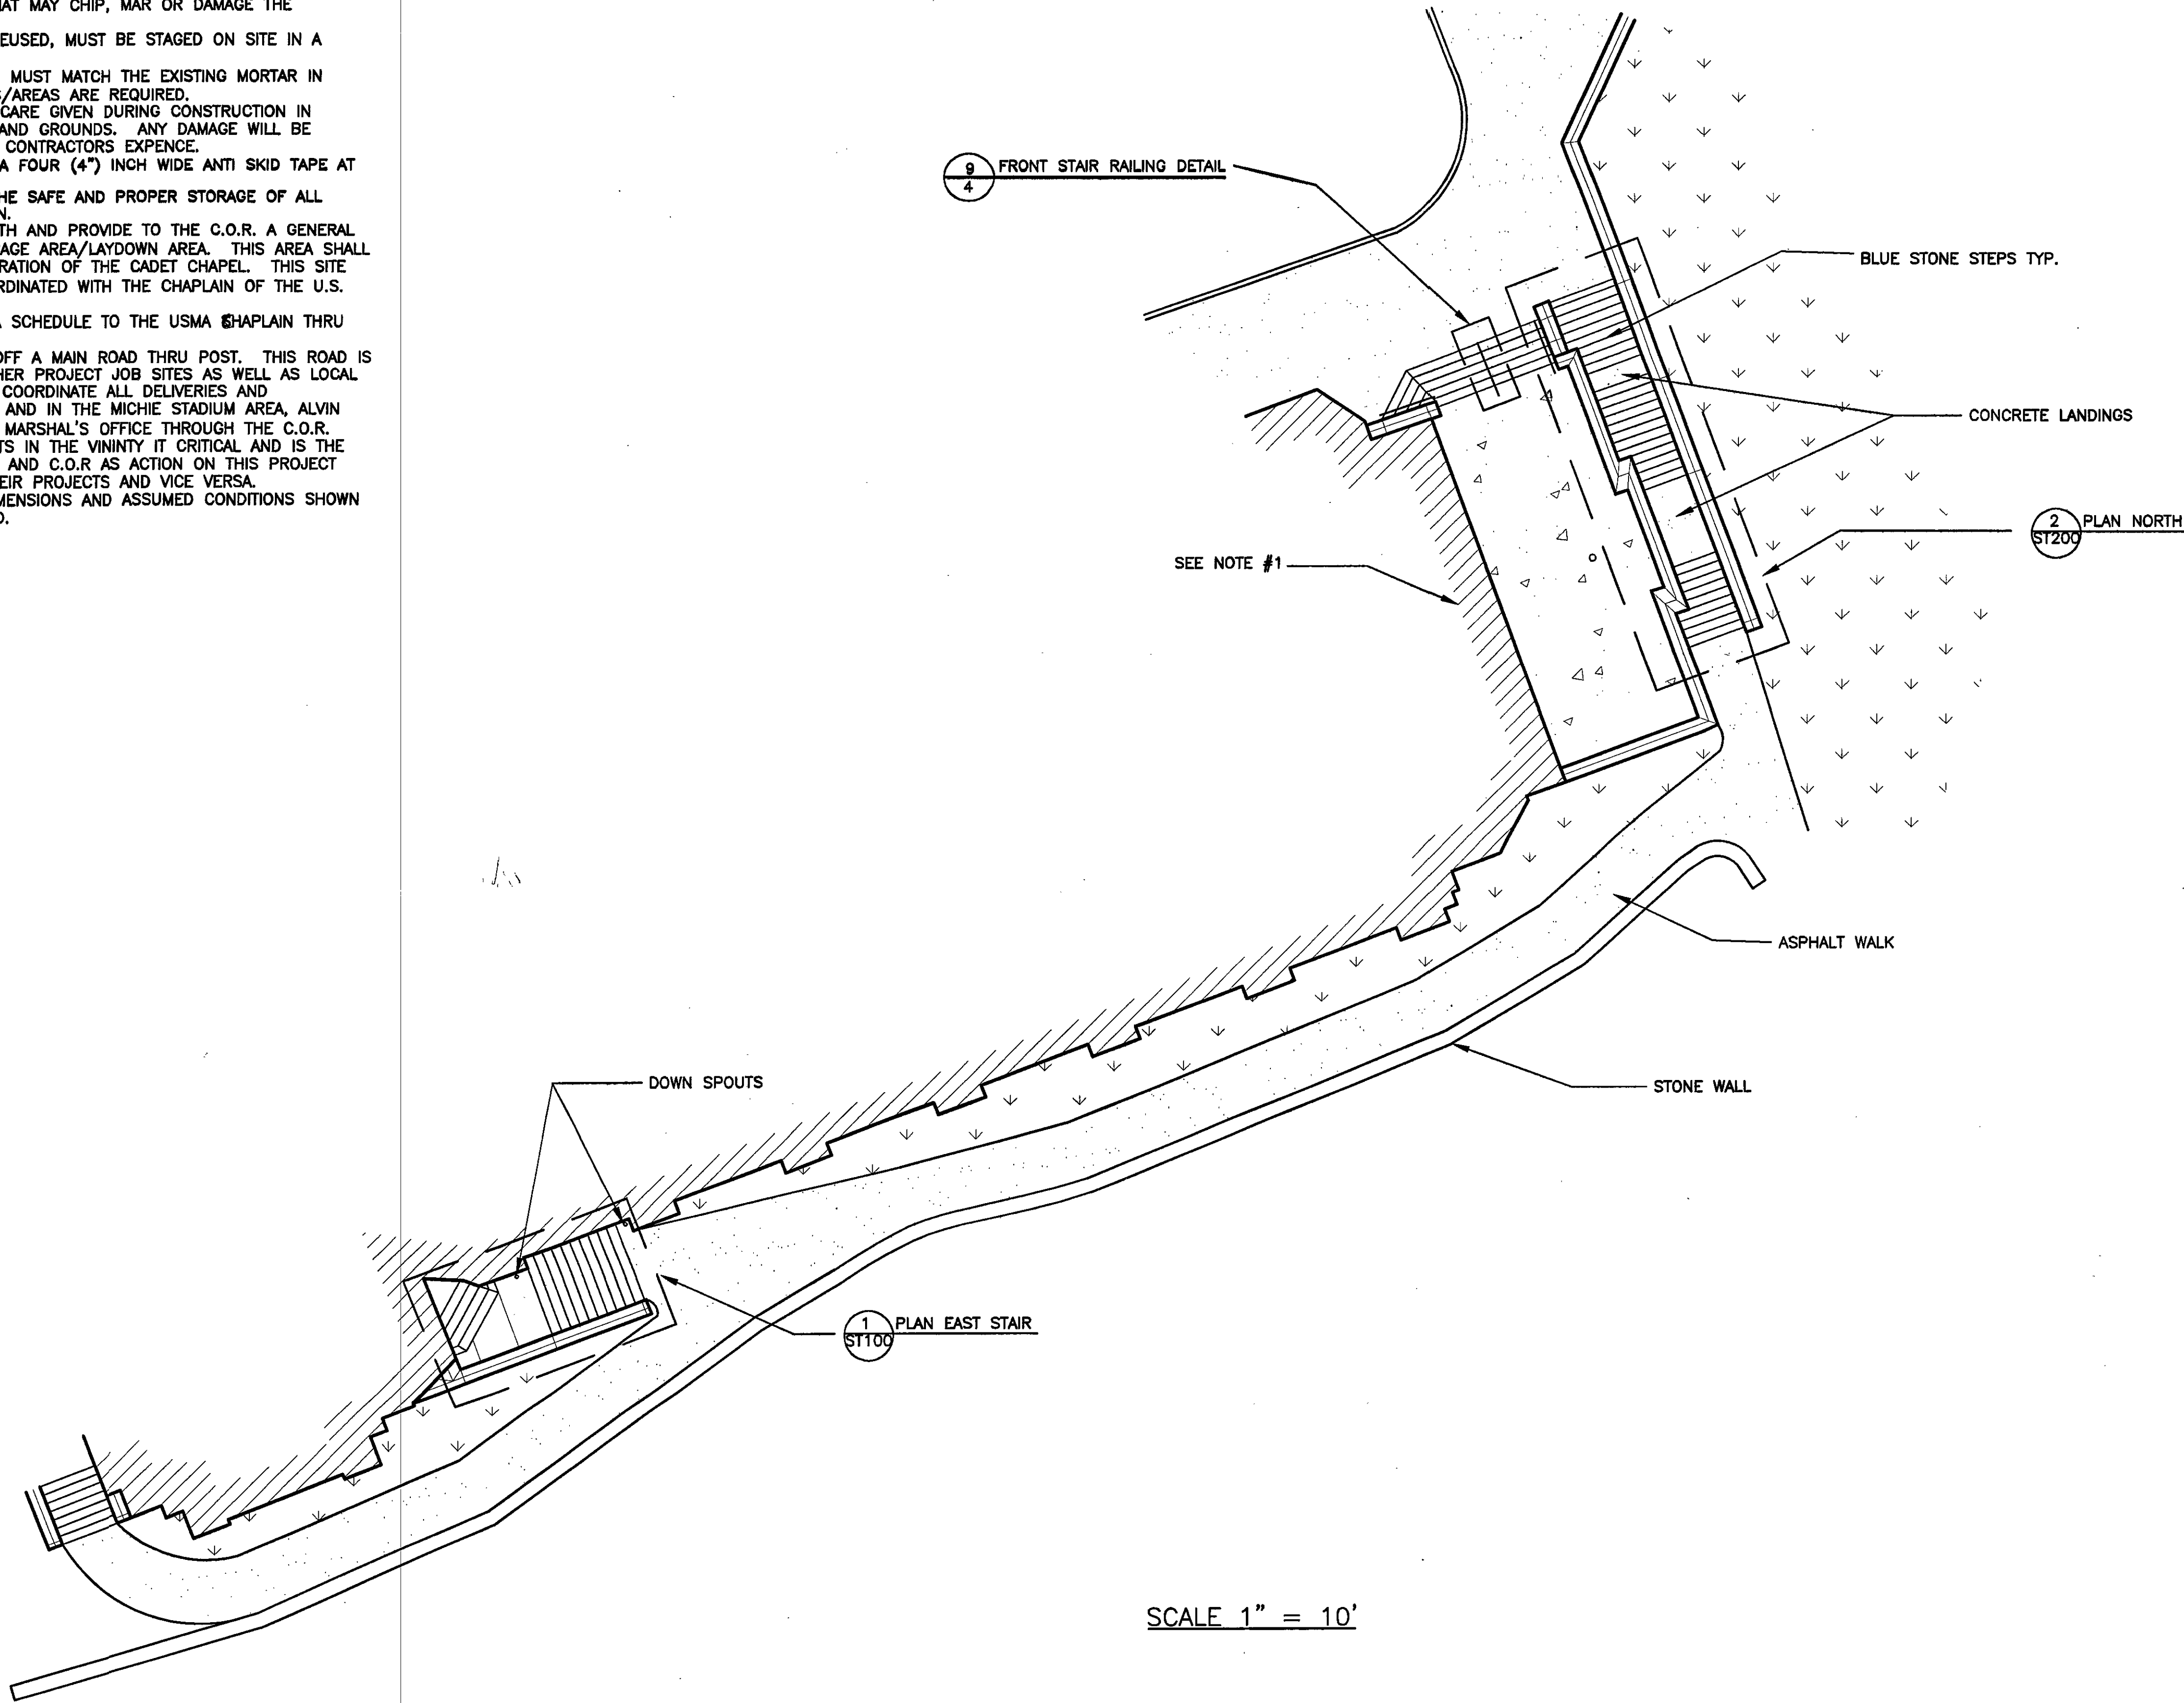 AT MAY CHIP, MAR OR DAMAGE THE
EUSED, MUST BE STAGED ON SITE IN A
MUST MATCH THE EXISTING MORTAR IN
/AREAS ARE REQUIRED.
CARE GIVEN DURING CONSTRUCTION IN
AND GROUNDS. ANY DAMAGE WILL BE
CONTRACTORS EXPENCE.
A FOUR (4") INCH WIDE ANTI SKID TAPE AT
HE SAFE AND PROPER STORAGE OF ALL
N.
TH AND PROVIDE TO THE C.O.R. A GENERAL
AGE AREA/LAYDOWN AREA. THIS AREA SHALL
RATION OF THE CADET CHAPEL. THIS SITE
RDINATED WITH THE CHAPLAIN OF THE U.S.
SCHEDULE TO THE USMA CHAPLAIN THRU
OFF A MAIN ROAD THRU POST. THIS ROAD IS
HER PROJECT JOB SITES AS WELL AS LOCAL
COORDINATE ALL DELIVERIES AND
AND IN THE MICHIE STADIUM AREA, ALVIN
MARSHAL'S OFFICE THROUGH THE C.O.R.
TS IN THE VININTY IT CRITICAL AND IS THE
AND C.O.R AS ACTION ON THIS PROJECT
EIR PROJECTS AND VICE VERSA.
MENSIONS AND ASSUMED CONDITIONS SHOWN
D.
9 FRONT STAIR RAILING DETAIL
4
BLUE STONE STEPS TYP.
CONCRETE LANDINGS
2 PLAN NORTH
ST200
SEE NOTE #1
ASPHALT WALK
STONE WALL
DOWN SPOUTS
1 PLAN EAST STAIR
ST100
SCALE 1" = 10'